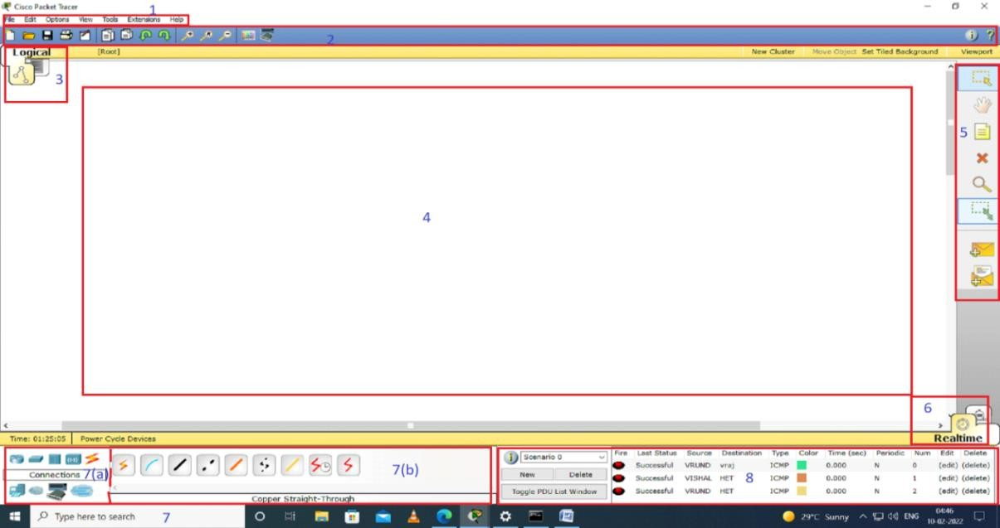 Cisco Packet Tracer
1
File Edit Options View Tools Extensions Help
2
Logical [Root] New Cluster Move Object Set Tiled Background Viewport
3
5
4
6
Time: 01:25:05 Power Cycle Devices Realtime
Scenario 0 Fire Last Status Source Destination Type Color Time (sec) Periodic Num Edit Delete
Successful VRUND vraj ICMP 0.000 N 0 (edit) (delete)
Connections 7(a) 7(b) New Delete Successful VISHAL HET 8 ICMP 0.000 N 1 (edit) (delete)
Toggle PDU List Window Successful VRUND HET ICMP 0.000 N 2 (edit) (delete)
Copper Straight-Through
Type here to search 7 29°C Sunny ENG 04:46
10-02-2022